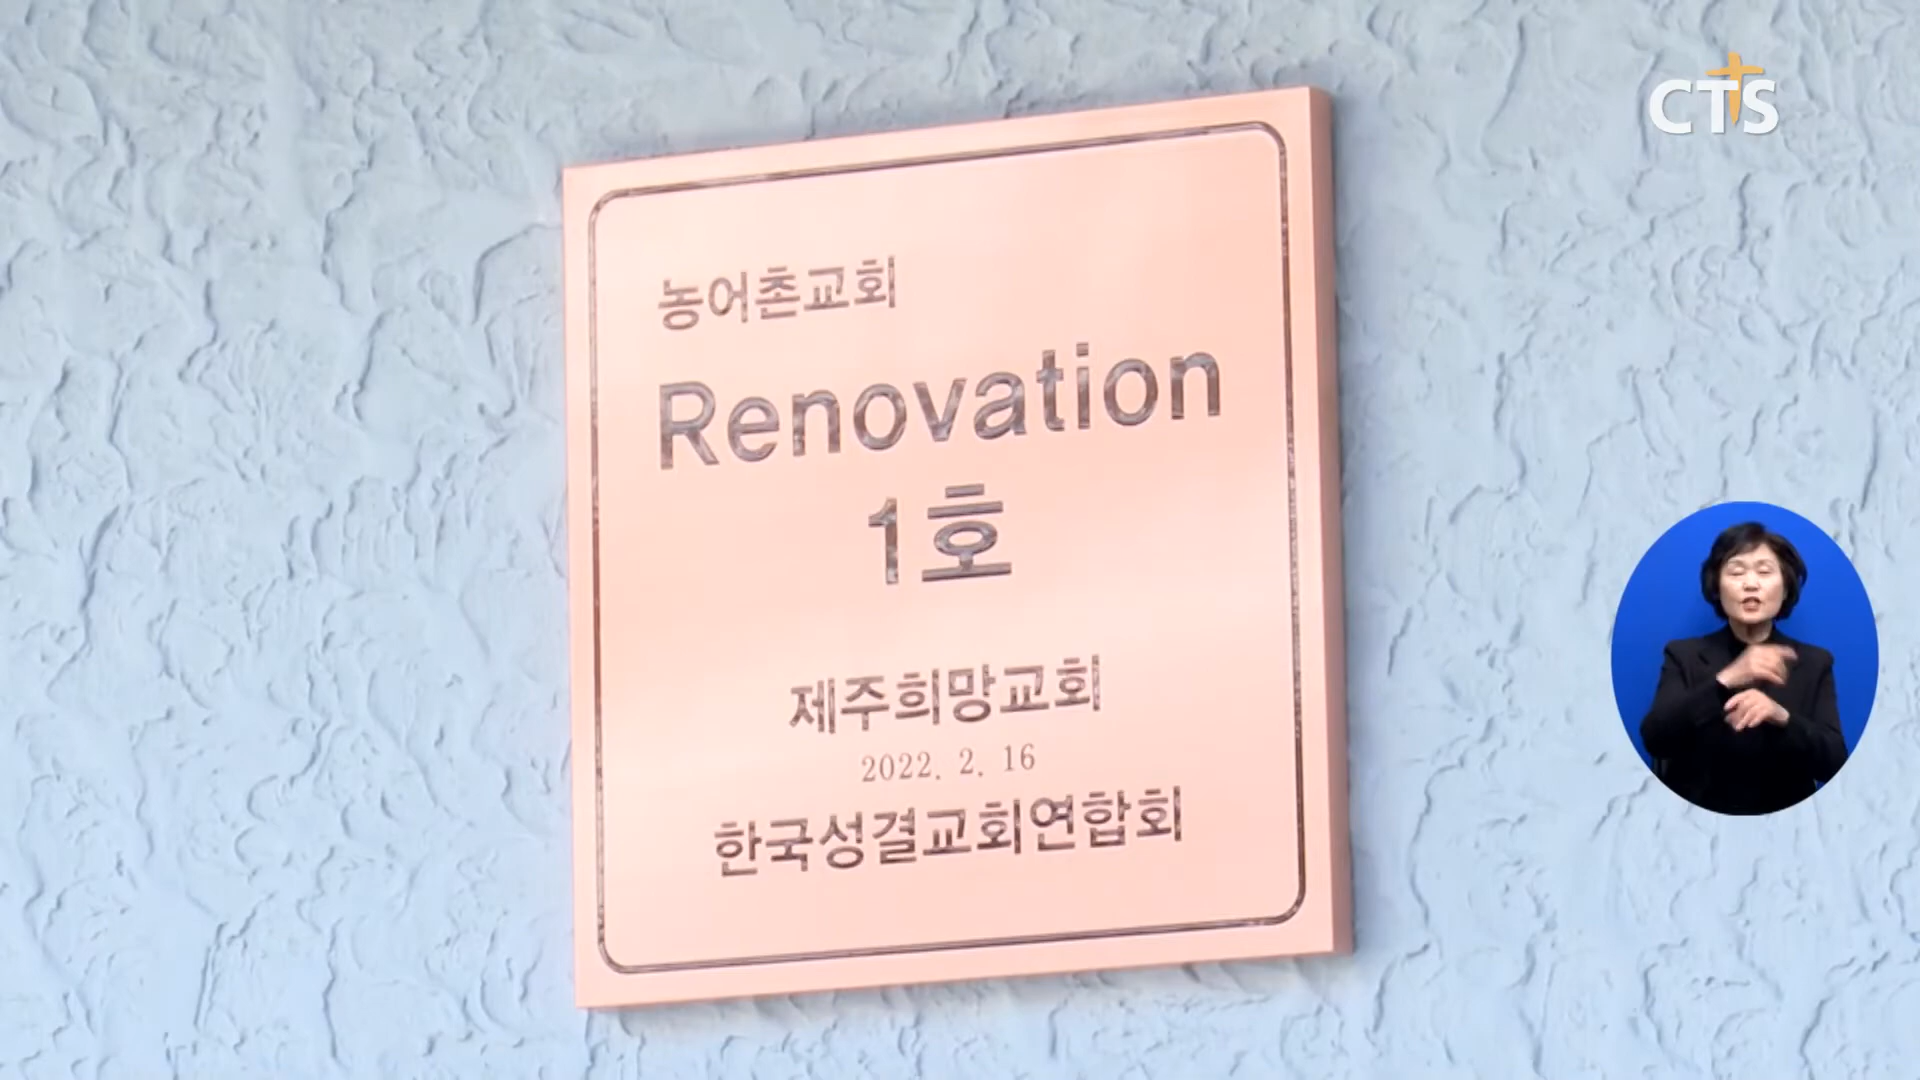 CTS
농어촌교회
Renovation
1호
제주희망교회
2022. 2. 16
한국성결교회연합회